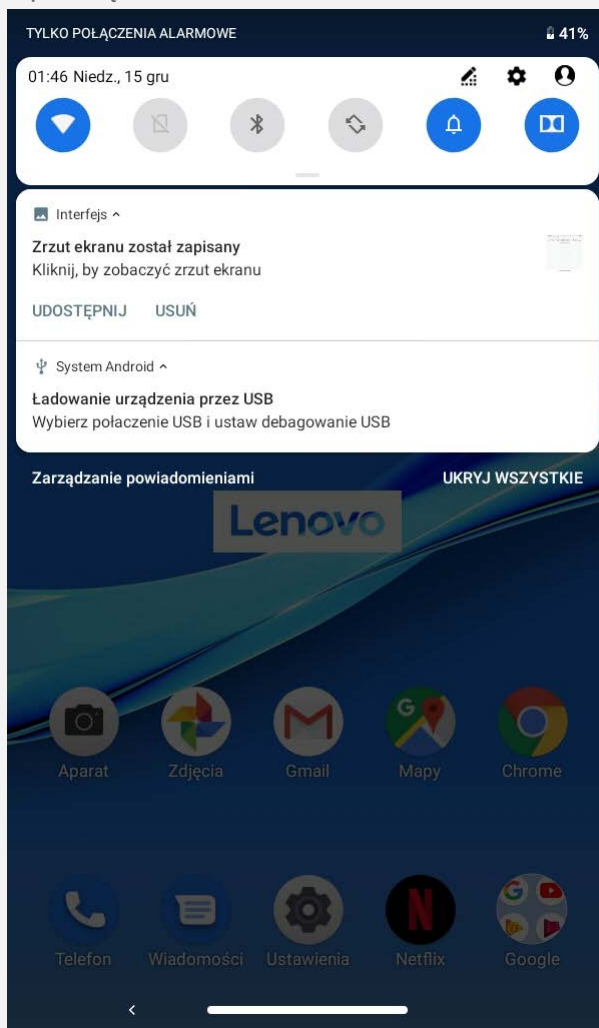 TYLKO POŁĄCZENIA ALARMOWE 41%
01:46 Niedz., 15 gru
Interfejs
Zrzut ekranu został zapisany
Kliknij, by zobaczyć zrzut ekranu
UDOSTĘPNIJ USUŃ
System Android
Ładowanie urządzenia przez USB
Wybierz połaczenie USB i ustaw debagowanie USB
Zarządzanie powiadomieniami UKRYJ WSZYSTKIE
Lenovo
Aparat Zdjęcia Gmail Mapy Chrome
Telefon Wiadomości Ustawienia Netflix Google